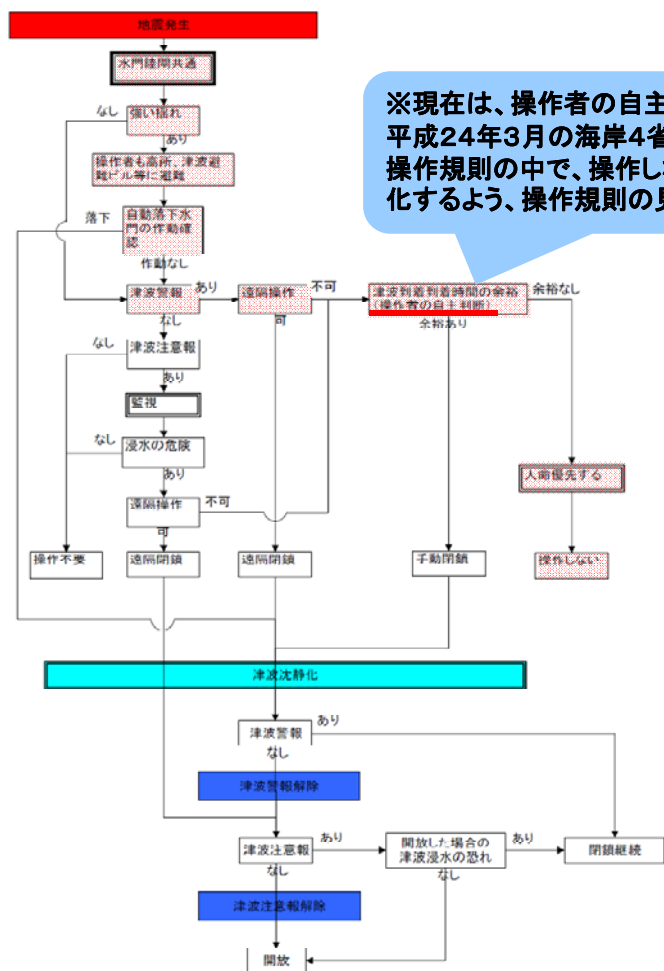 地震発生
水門陸閘共通
なし
強い揺れ
あり
操作者も高所、津波避
難ビル等に避難
落下
自動落下水
門の作動確
認
作動なし
※現在は、操作者の自主
平成24年3月の海岸4省
操作規則の中で、操作し
化するよう、操作規則の見
津波警報
あり
遠隔操作
不可
津波到着到着時間の余裕
(操作者の自主判断)
余裕なし
なし
可
余裕あり
なし
津波注意報
あり
監視
なし
浸水の危険
あり
人命優先する
遠隔操作
不可
可
操作不要
遠隔閉鎖
遠隔閉鎖
手動閉鎖
操作しない
津波沈静化
津波警報
あり
なし
津波警報解除
津波注意報
あり
開放した場合の
津波浸水の恐れ
あり
閉鎖継続
なし
なし
津波注意報解除
開放